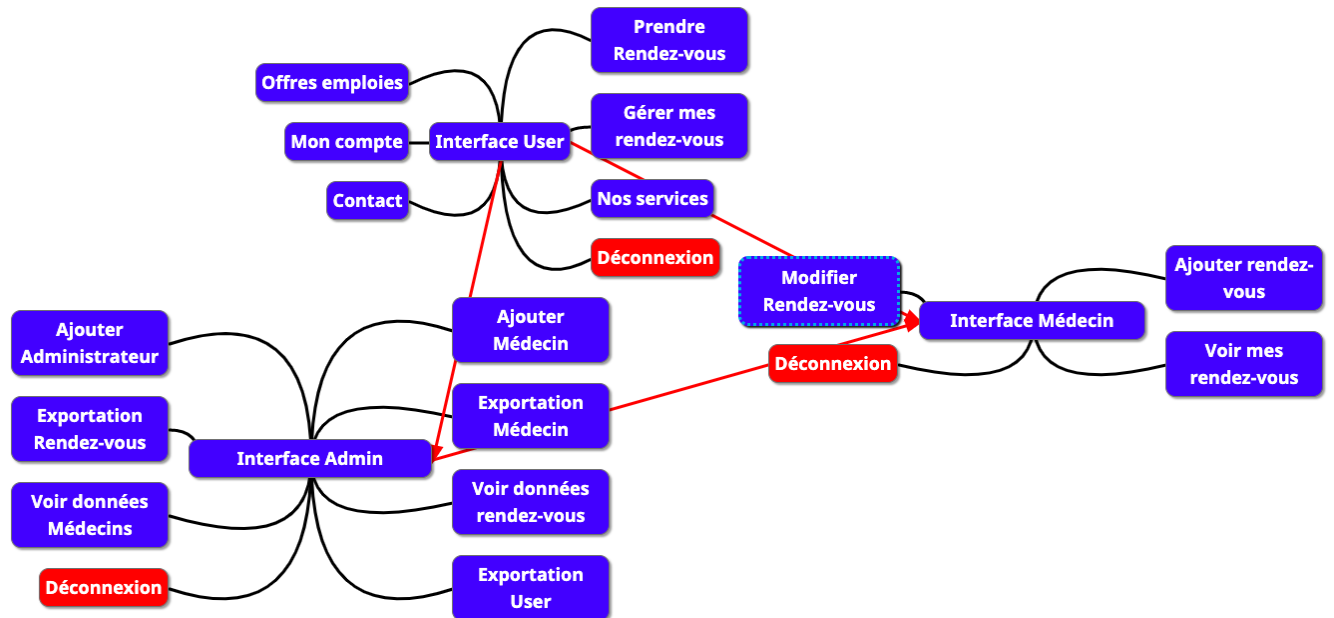 Prendre
Rendez-vous
Offres emploies
Gérer mes
rendez-vous
Mon compte
Interface User
Contact
Nos services
Déconnexion
Modifier
Rendez-vous
Ajouter rendez-
vous
Interface Médecin
Voir mes
rendez-vous
Déconnexion
Ajouter
Administrateur
Ajouter
Médecin
Exportation
Rendez-vous
Exportation
Médecin
Interface Admin
Voir données
Médecins
Voir données
rendez-vous
Déconnexion
Exportation
User